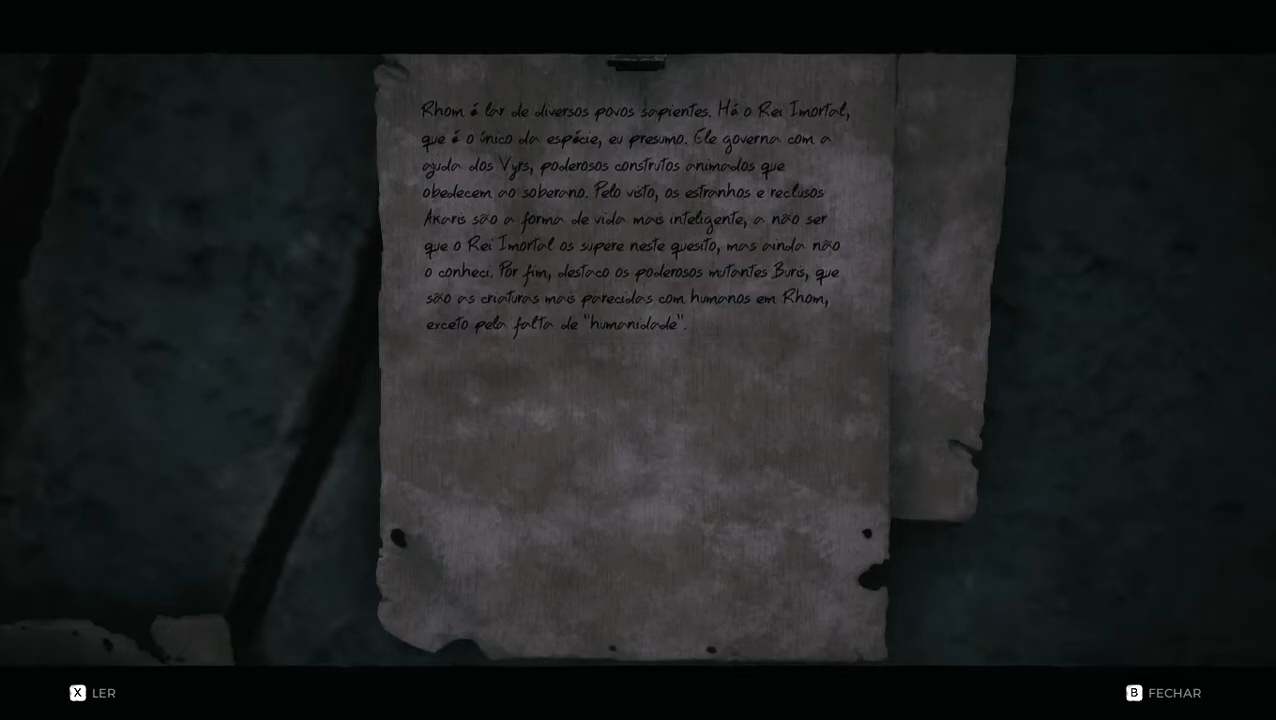 Rhom é lar de diversos povos sapientes. Há o Rei Imortal,
que é o único da espécie, eu presumo. Ele governa com a
ajuda dos Vyrs, poderosos construtos animados que
obedecem ao soberano. Pelo visto, os estranhos e reclusos
Akaris são a forma de vida mais inteligente, a não ser
que o Rei Imortal os supere neste quesito, mas ainda não
o conheci. Por fim, destaco os poderosos mutantes Buris, que
são as criaturas mais parecidas com humanos em Rhom,
exceto pela falta de "humanidade".
X LER
B FECHAR